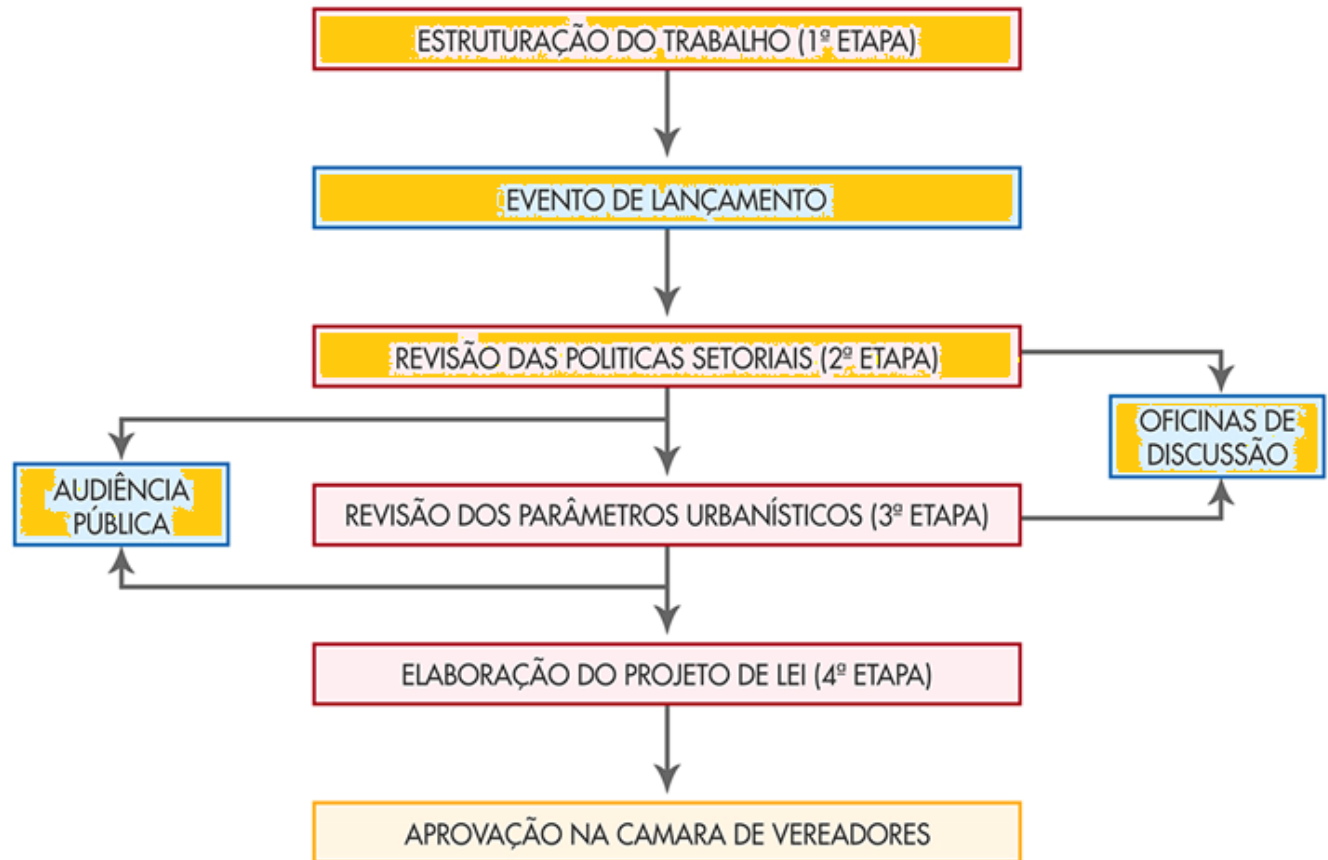 ESTRUTURAÇÃO DO TRABALHO (1ª ETAPA)
EVENTO DE LANÇAMENTO
REVISÃO DAS POLITICAS SETORIAIS (2ª ETAPA)
OFICINAS DE
DISCUSSÃO
AUDIÊNCIA
PÚBLICA
REVISÃO DOS PARÂMETROS URBANÍSTICOS (3ª ETAPA)
ELABORAÇÃO DO PROJETO DE LEI (4ª ETAPA)
APROVAÇÃO NA CAMARA DE VEREADORES